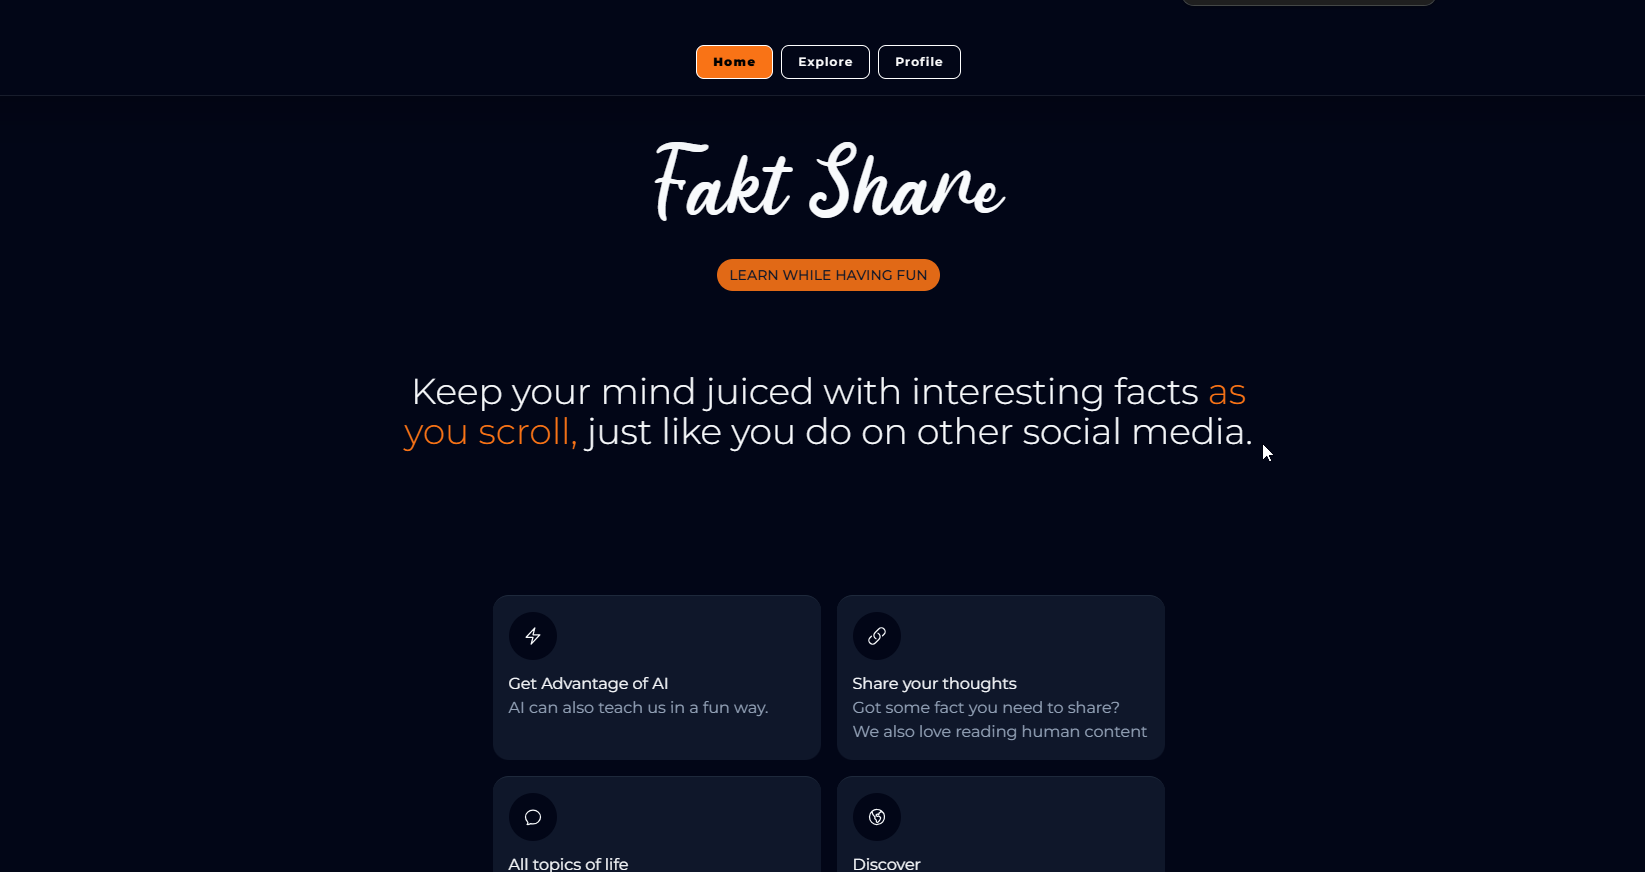 Home Explore Profile
Fakt Share
LEARN WHILE HAVING FUN
Keep your mind juiced with interesting facts as
you scroll, just like you do on other social media.
Get Advantage of AI
AI can also teach us in a fun way.
Share your thoughts
Got some fact you need to share?
We also love reading human content
All topics of life
Discover